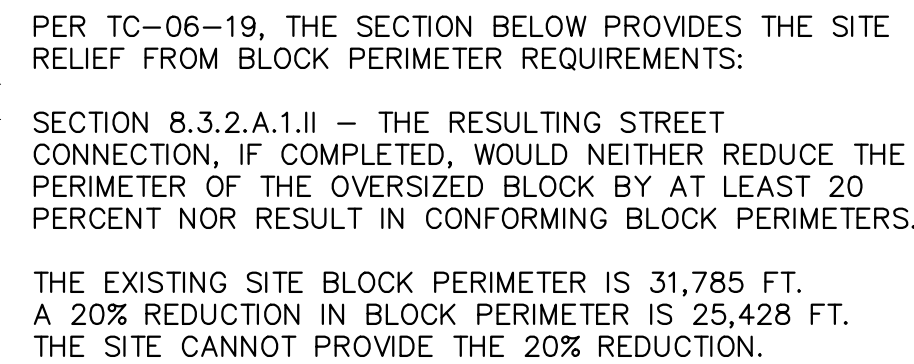 PER TC-06-19, THE SECTION BELOW PROVIDES THE SITE
RELIEF FROM BLOCK PERIMETER REQUIREMENTS:
SECTION 8.3.2.A.1.II - THE RESULTING STREET
CONNECTION, IF COMPLETED, WOULD NEITHER REDUCE THE
PERIMETER OF THE OVERSIZED BLOCK BY AT LEAST 20
PERCENT NOR RESULT IN CONFORMING BLOCK PERIMETERS.
THE EXISTING SITE BLOCK PERIMETER IS 31,785 FT.
A 20% REDUCTION IN BLOCK PERIMETER IS 25,428 FT.
THE SITE CANNOT PROVIDE THE 20% REDUCTION.